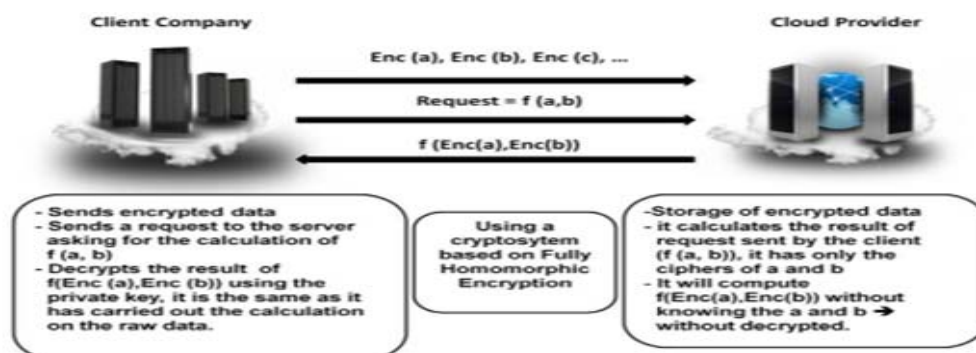 Client Company
Cloud Provider
Enc (a), Enc (b), Enc (c), ...
Request = f (a,b)
f (Enc(a),Enc(b))
- Sends encrypted data
- Sends a request to the server
asking for the calculation of
f (a, b)
- Decrypts the result of
f(Enc (a),Enc (b)) using the
private key, it is the same as it
has carried out the calculation
on the raw data.
Using a
cryptosytem
based on Fully
Homomorphic
Encryption
-Storage of encrypted data
- it calculates the result of
request sent by the client
(f (a, b)), it has only the
ciphers of a and b
- It will compute
f(Enc(a),Enc(b)) without
knowing the a and b ➔
without decrypted.